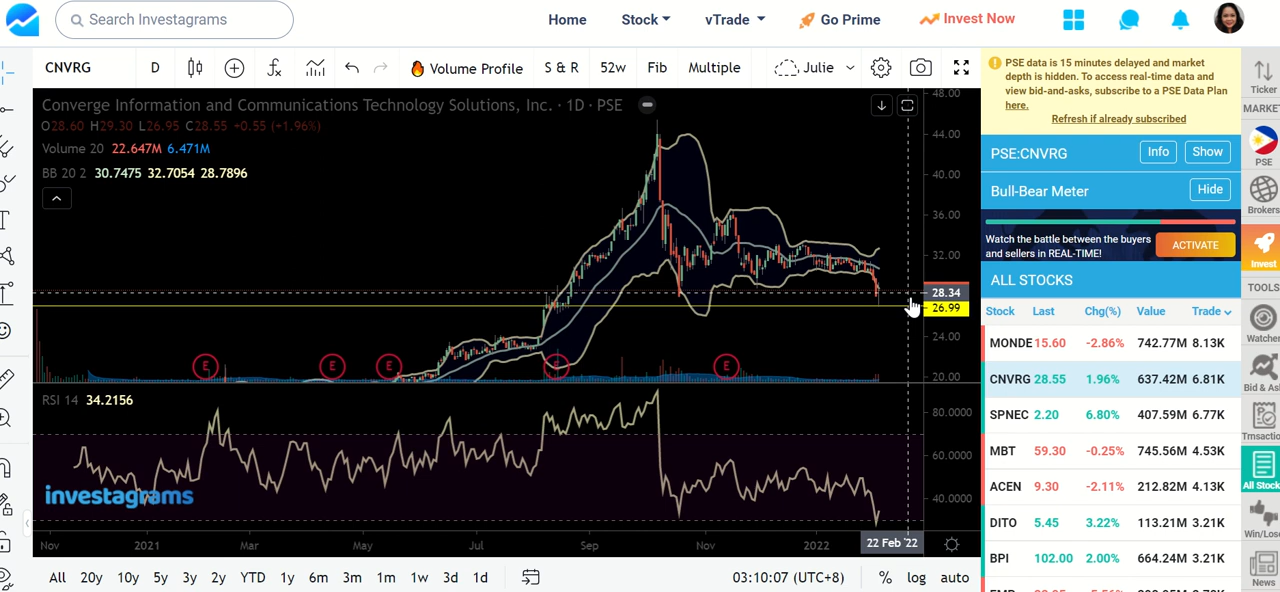 Search Investagrams
Home
Stock
vTrade
Go Prime
Invest Now
CNVRG
D
Volume Profile
S & R
52w
Fib
Multiple
Julie
Converge Information and Communications Technology Solutions, Inc. · 1D · PSE
O28.60 H29.30 L26.95 C28.55 +0.55 (+1.96%)
Volume 20 22.647M 6.471M
BB 20 2 30.7475 32.7054 28.7896
48.00
44.00
40.00
36.00
32.00
28.34
26.99
24.00
20.00
E
E
E
E
E
RSI 14 34.2156
80.0000
60.0000
40.0000
investagrams
Nov
2021
Mar
May
Jul
Sep
Nov
2022
22 Feb '22
All
20y
10y
5y
3y
2y
YTD
1y
6m
3m
1m
1w
3d
1d
03:10:07 (UTC+8)
%
log
auto
PSE data is 15 minutes delayed and market
depth is hidden. To access real-time data and
view bid-and-asks, subscribe to a PSE Data Plan
here.
Refresh if already subscribed
PSE:CNVRG
Info
Show
Bull-Bear Meter
Hide
Watch the battle between the buyers
and sellers in REAL-TIME!
ACTIVATE
ALL STOCKS
Stock Last Chg(%) Value Trade
MONDE 15.60 -2.86% 742.77M 8.13K
CNVRG 28.55 1.96% 637.42M 6.81K
SPNEC 2.20 6.80% 407.59M 6.77K
MBT 59.30 -0.25% 745.56M 4.53K
ACEN 9.30 -2.11% 212.82M 4.13K
DITO 5.45 3.22% 113.21M 3.21K
BPI 102.00 2.00% 664.24M 3.21K
Ticker
MARKE
PSE
Brokers
Invest
TOOLS
Watcher
Bid & As
Trnsactio
All Stock
Win/Lose
News